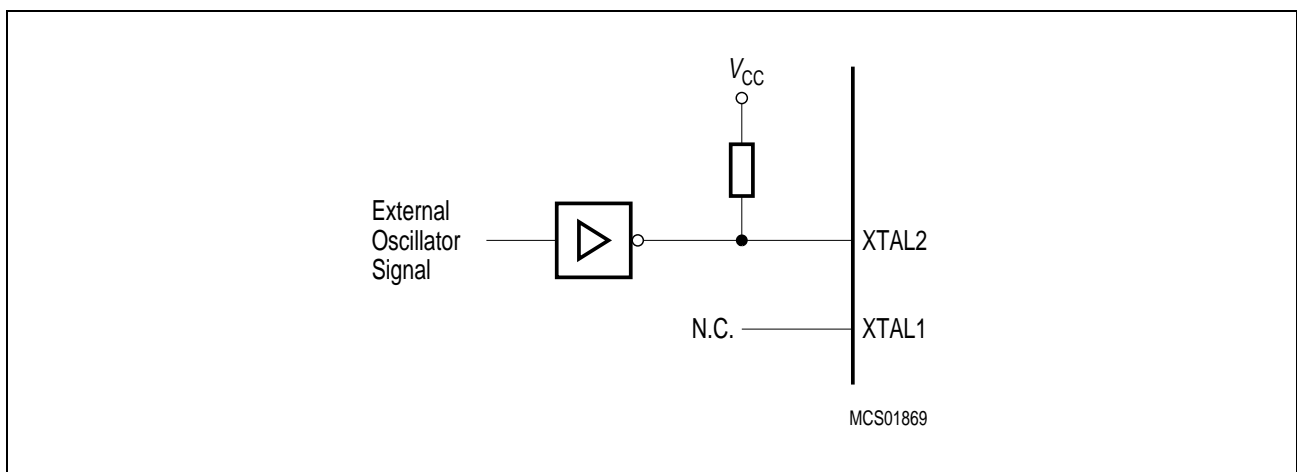 VCC
External
Oscillator
Signal
XTAL2
N.C.
XTAL1
MCS01869